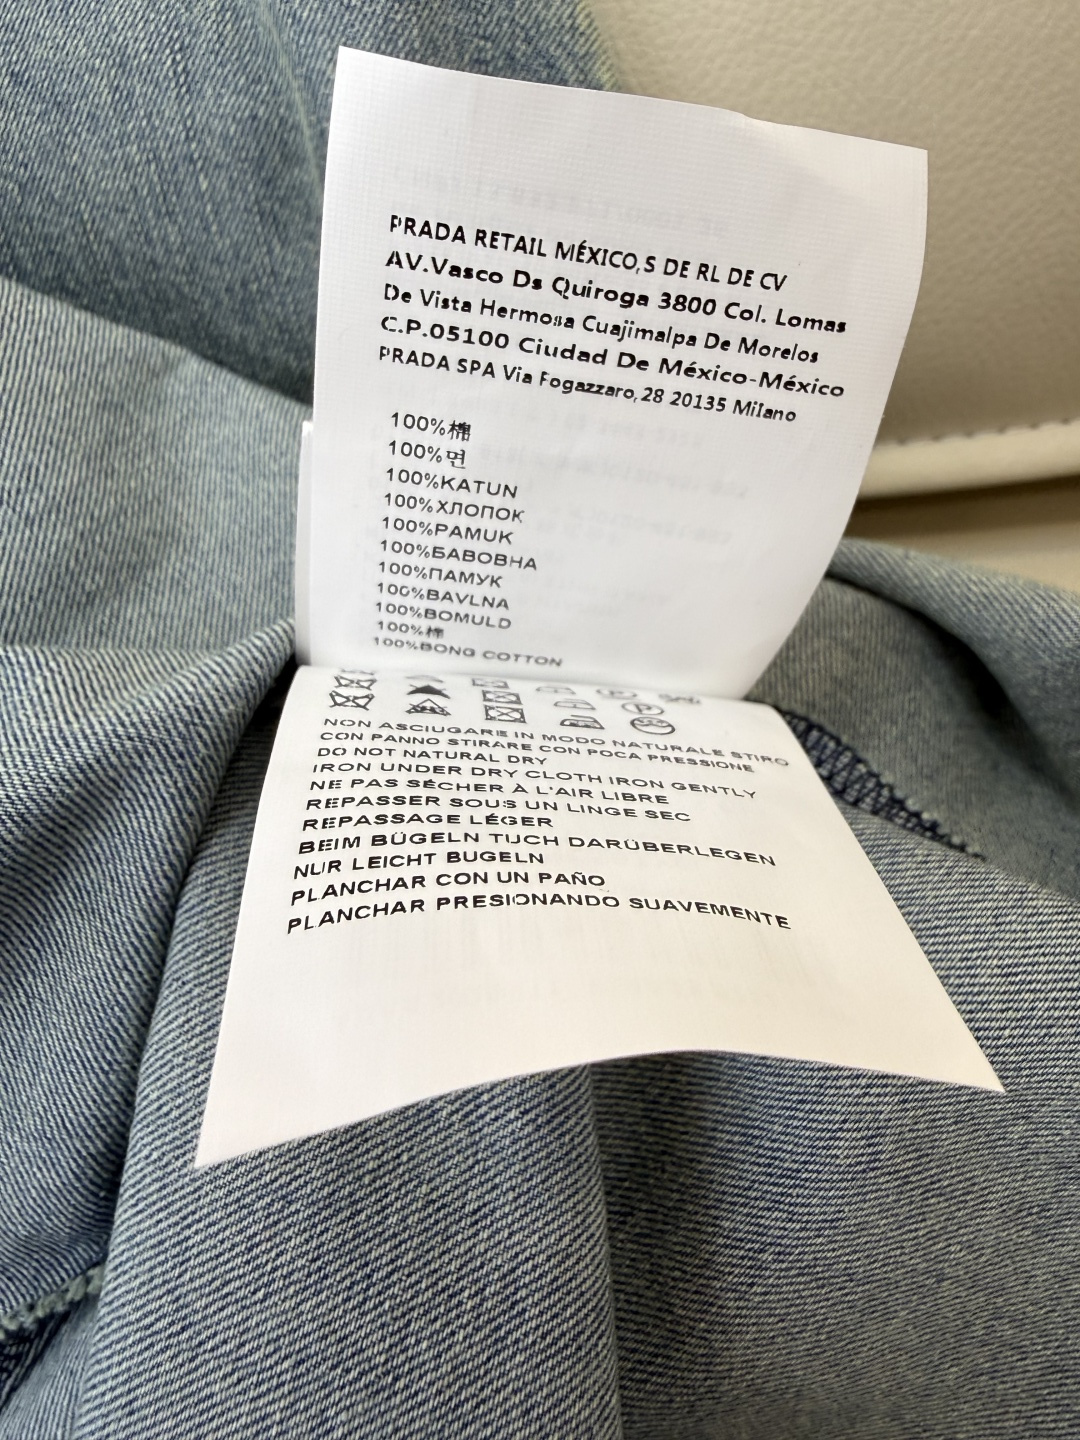 PRADA RETAIL MÉXICO,S DE RL DE CV
AV.Vasco Ds Quiroga 3800 Col. Lomas
De Vista Hermosa Cuajimalpa De Morelos
C.P.05100 Ciudad De México-México
PRADA SPA Via Fogazzaro,28 20135 Milano
100%棉
100%면
100%KATUN
100%ХЛОПОК
100%PAMUK
100%БАВОВНА
100%ПАМУК
100%BAVLNA
100%BOMULD
100%棉
100%BONG COTTON
NON ASCIUGARE IN MODO NATURALE STIRO
CON PANNO STIRARE CON POCA PRESSIONE
DO NOT NATURAL DRY
IRON UNDER DRY CLOTH IRON GENTLY
NE PAS SÉCHER À L'AIR LIBRE
REPASSER SOUS UN LINGE SEC
REPASSAGE LÉGER
BEIM BÜGELN TUCH DARÜBERLEGEN
NUR LEICHT BUGELN
PLANCHAR CON UN PAÑO
PLANCHAR PRESIONANDO SUAVEMENTE